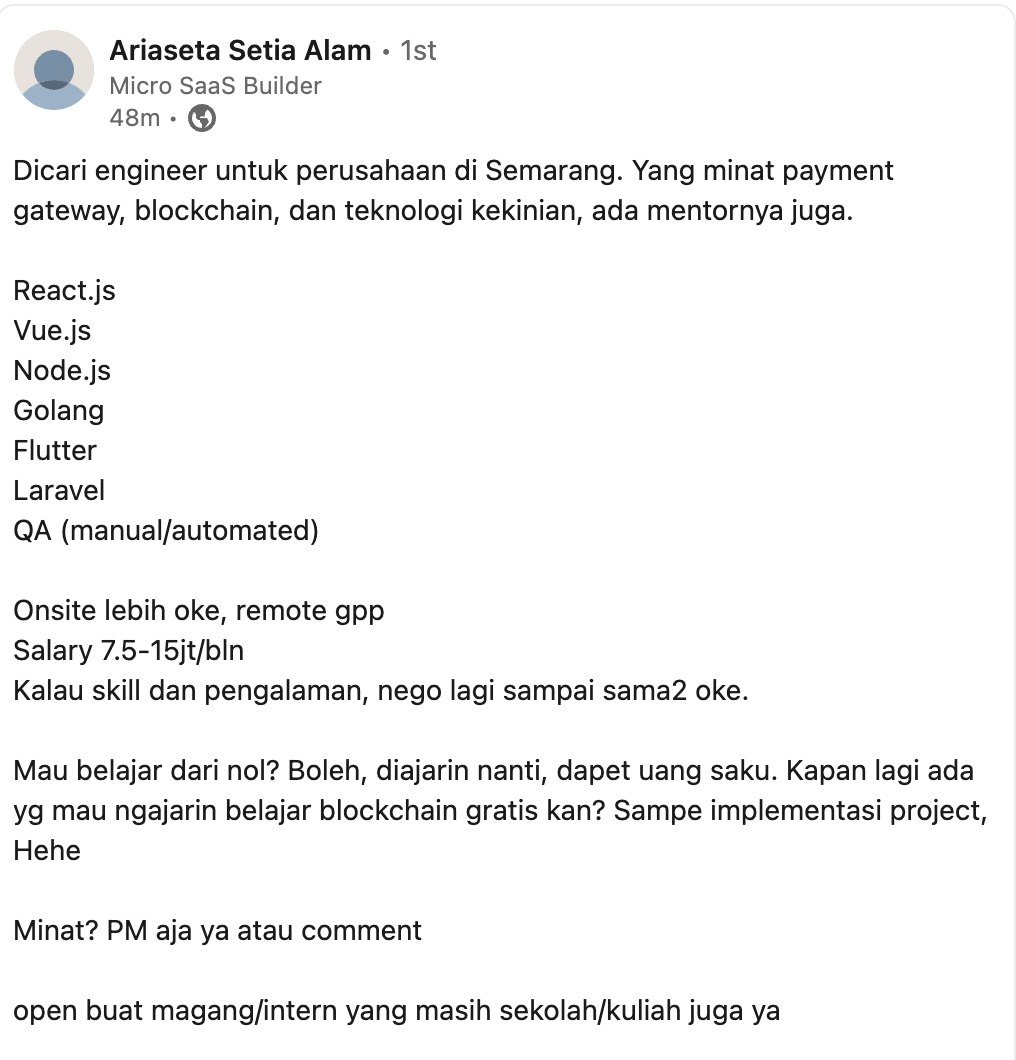 Ariaseta Setia Alam • 1st
Micro SaaS Builder
48m •
Dicari engineer untuk perusahaan di Semarang. Yang minat payment
gateway, blockchain, dan teknologi kekinian, ada mentornya juga.
React.js
Vue.js
Node.js
Golang
Flutter
Laravel
QA (manual/automated)
Onsite lebih oke, remote gpp
Salary 7.5-15jt/bln
Kalau skill dan pengalaman, nego lagi sampai sama2 oke.
Mau belajar dari nol? Boleh, diajarin nanti, dapet uang saku. Kapan lagi ada
yg mau ngajarin belajar blockchain gratis kan? Sampe implementasi project,
Hehe
Minat? PM aja ya atau comment
open buat magang/intern yang masih sekolah/kuliah juga ya